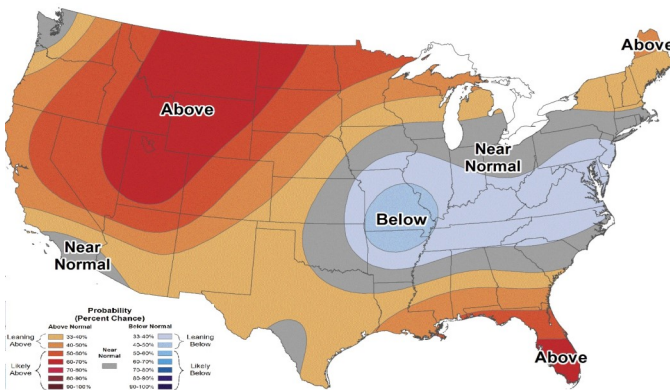 Above
Above
Near
Normal
Below
Near
Normal
Above
Probability
(Percent Chance)
Above Normal
Below Normal
Leaning
Above
33-40%
40-50%
Likely
Above
50-60%
60-70%
70-80%
80-90%
90-100%
Near
Normal
33-40%
40-50%
50-60%
60-70%
70-80%
80-90%
90-100%
Leaning
Below
Likely
Below